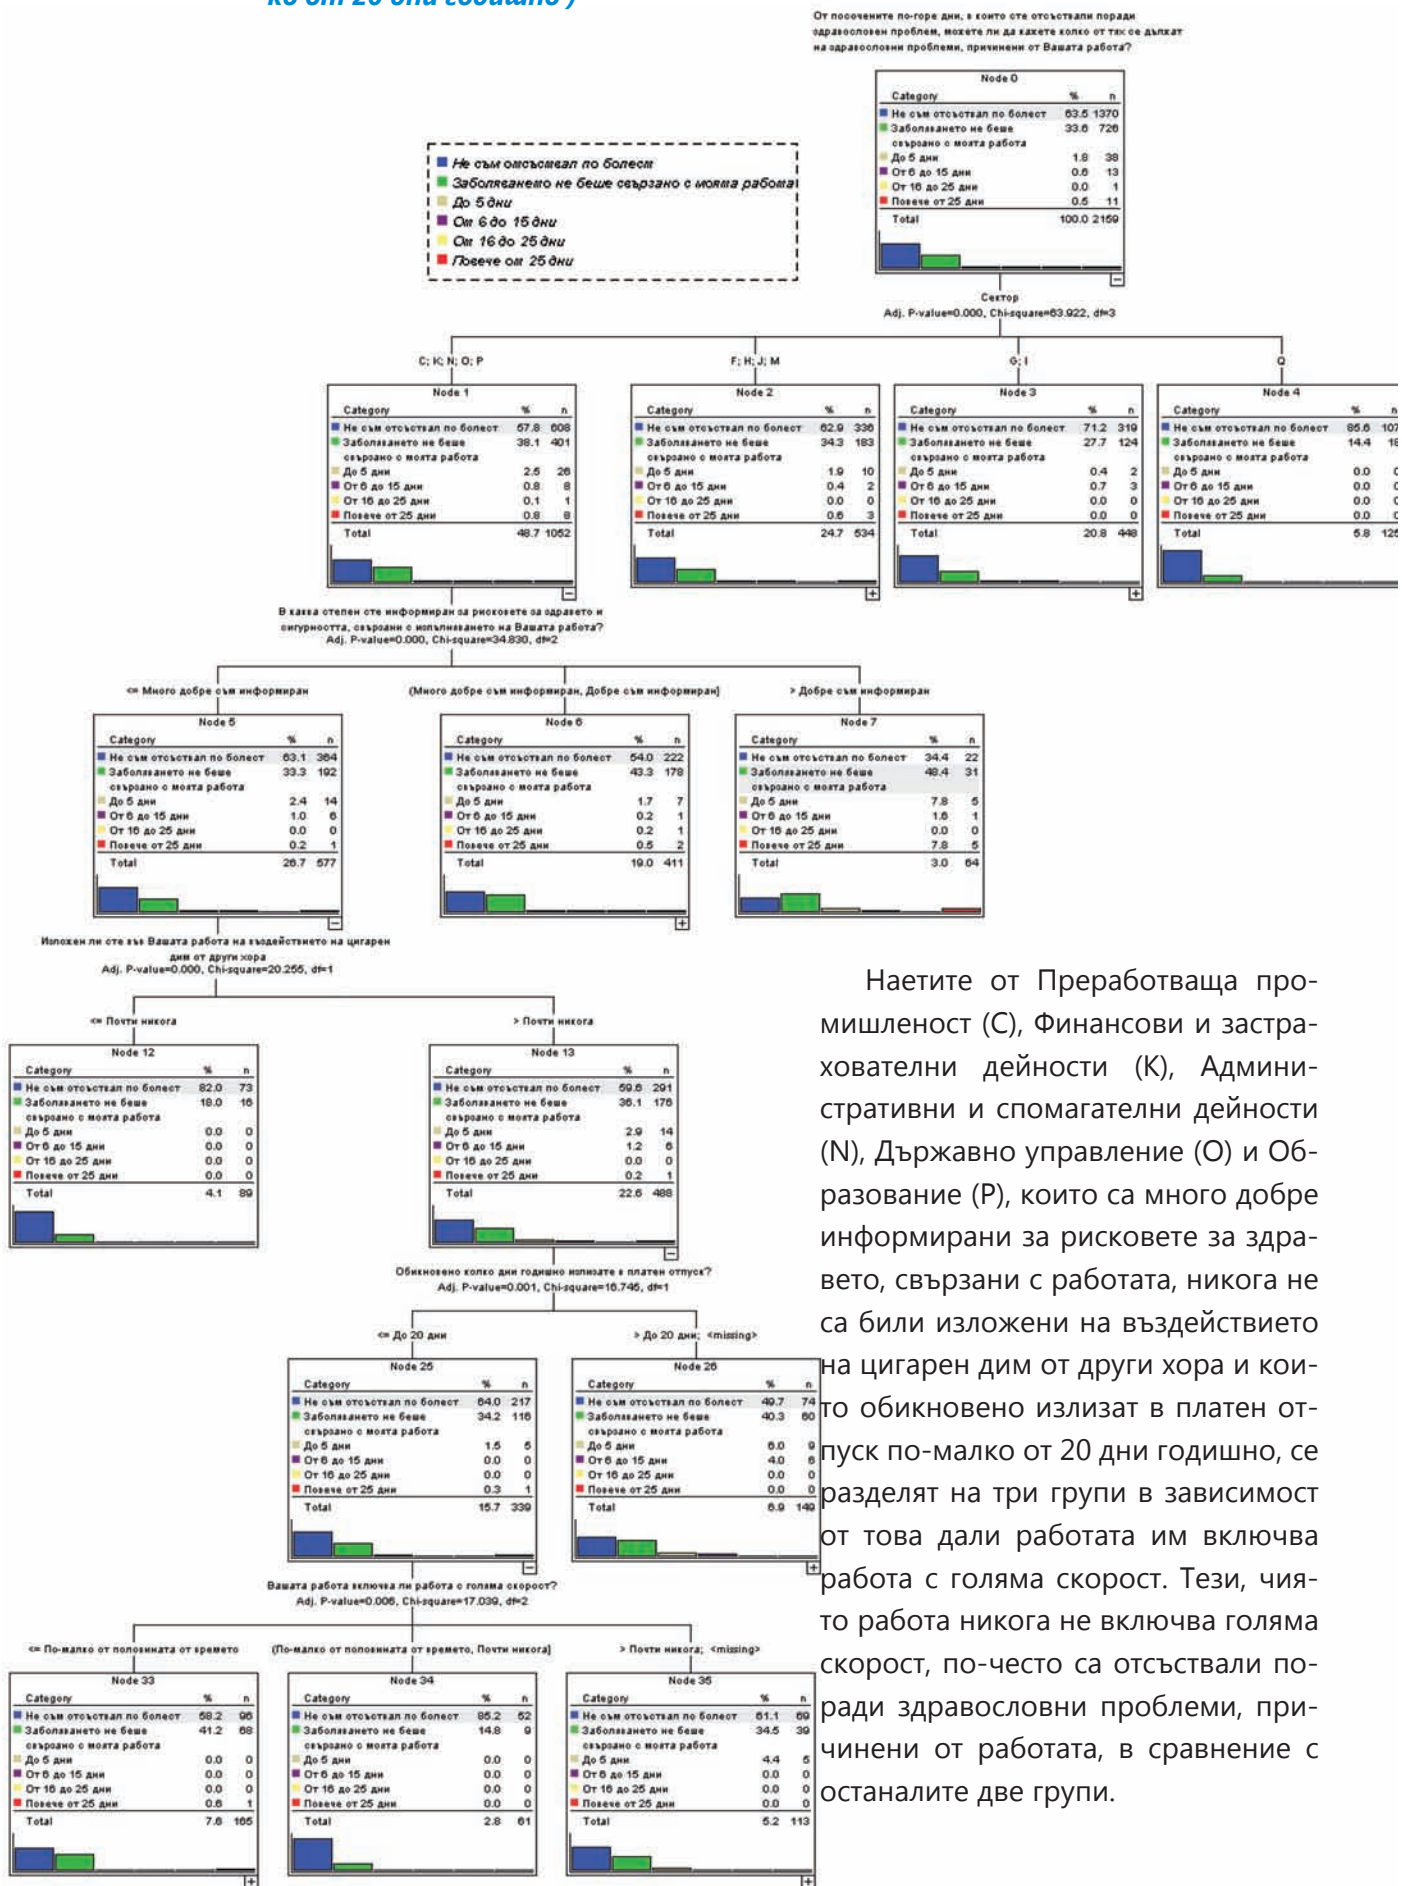 ко от 20 дни годишно )
От посочените по-горе дни, в които сте отсъствали поради
здравословен проблем, можете ли да кажете колко от тях се дължат
на здравословни проблеми, причинени от Вашата работа?
Node 0
Category % n
Не съм отсъствал по болест 63.5 1370
Заболяването не беше 33.6 726
свързано с моята работа
До 5 дни 1.8 38
От 6 до 15 дни 0.6 13
От 16 до 25 дни 0.0 1
Повече от 25 дни 0.5 11
Total 100.0 2159
Не съм отсъствал по болест
Заболяването не беше свързано с моята работа
До 5 дни
От 6 до 15 дни
От 16 до 25 дни
Повече от 25 дни
Сектор
Adj. P-value=0.000, Chi-square=63.922, df=3
C; K; N; O; P
F; H; J; M
G; I
Q
Node 1
Category % n
Не съм отсъствал по болест 57.8 608
Заболяването не беше 38.1 401
свързано с моята работа
До 5 дни 2.5 26
От 6 до 15 дни 0.8 8
От 16 до 25 дни 0.1 1
Повече от 25 дни 0.8 8
Total 48.7 1052
Node 2
Category % n
Не съм отсъствал по болест 62.9 336
Заболяването не беше 34.3 183
свързано с моята работа
До 5 дни 1.9 10
От 6 до 15 дни 0.4 2
От 16 до 25 дни 0.0 0
Повече от 25 дни 0.6 3
Total 24.7 534
Node 3
Category % n
Не съм отсъствал по болест 71.2 319
Заболяването не беше 27.7 124
свързано с моята работа
До 5 дни 0.4 2
От 6 до 15 дни 0.7 3
От 16 до 25 дни 0.0 0
Повече от 25 дни 0.0 0
Total 20.8 448
Node 4
Category % n
Не съм отсъствал по болест 85.6 107
Заболяването не беше 14.4 18
свързано с моята работа
До 5 дни 0.0
От 6 до 15 дни 0.0
От 16 до 25 дни 0.0
Повече от 25 дни 0.0
Total 5.8 125
В каква степен сте информиран за рисковете за здравето и
сигурността, свързани с изпълняването на Вашата работа?
Adj. P-value=0.000, Chi-square=34.830, df=2
<= Много добре съм информиран
(Много добре съм информиран, Добре съм информиран]
> Добре съм информиран
Node 5
Category % n
Не съм отсъствал по болест 63.1 364
Заболяването не беше 33.3 192
свързано с моята работа
До 5 дни 2.4 14
От 6 до 15 дни 1.0 6
От 16 до 25 дни 0.0 0
Повече от 25 дни 0.2 1
Total 26.7 577
Node 6
Category % n
Не съм отсъствал по болест 54.0 222
Заболяването не беше 43.3 178
свързано с моята работа
До 5 дни 1.7 7
От 6 до 15 дни 0.2 1
От 16 до 25 дни 0.2 1
Повече от 25 дни 0.5 2
Total 19.0 411
Node 7
Category % n
Не съм отсъствал по болест 34.4 22
Заболяването не беше 48.4 31
свързано с моята работа
До 5 дни 7.8 5
От 6 до 15 дни 1.6 1
От 16 до 25 дни 0.0 0
Повече от 25 дни 7.8 5
Total 3.0 64
Изложен ли сте във Вашата работа на въздействието на цигарен
дим от други хора
Adj. P-value=0.000, Chi-square=20.255, df=1
<= Почти никога
> Почти никога
Node 12
Category % n
Не съм отсъствал по болест 82.0 73
Заболяването не беше 18.0 16
свързано с моята работа
До 5 дни 0.0 0
От 6 до 15 дни 0.0 0
От 16 до 25 дни 0.0 0
Повече от 25 дни 0.0 0
Total 4.1 89
Node 13
Category % n
Не съм отсъствал по болест 59.6 291
Заболяването не беше 36.1 176
свързано с моята работа
До 5 дни 2.9 14
От 6 до 15 дни 1.2 6
От 16 до 25 дни 0.0 0
Повече от 25 дни 0.2 1
Total 22.6 488
Обикновено колко дни годишно излизате в платен отпуск?
Adj. P-value=0.001, Chi-square=16.745, df=1
<= До 20 дни
> До 20 дни; <missing>
Node 25
Category % n
Не съм отсъствал по болест 64.0 217
Заболяването не беше 34.2 116
свързано с моята работа
До 5 дни 1.5 5
От 6 до 15 дни 0.0 0
От 16 до 25 дни 0.0 0
Повече от 25 дни 0.3 1
Total 15.7 339
Node 26
Category % n
Не съм отсъствал по болест 49.7 74
Заболяването не беше 40.3 60
свързано с моята работа
До 5 дни 6.0 9
От 6 до 15 дни 4.0 6
От 16 до 25 дни 0.0 0
Повече от 25 дни 0.0 0
Total 6.9 149
Вашата работа включва ли работа с голяма скорост?
Adj. P-value=0.006, Chi-square=17.039, df=2
<= По-малко от половината от времето
(По-малко от половината от времето, Почти никога]
> Почти никога; <missing>
Node 33
Category % n
Не съм отсъствал по болест 58.2 96
Заболяването не беше 41.2 68
свързано с моята работа
До 5 дни 0.0 0
От 6 до 15 дни 0.0 0
От 16 до 25 дни 0.0 0
Повече от 25 дни 0.6 1
Total 7.6 165
Node 34
Category % n
Не съм отсъствал по болест 85.2 52
Заболяването не беше 14.8 9
свързано с моята работа
До 5 дни 0.0 0
От 6 до 15 дни 0.0 0
От 16 до 25 дни 0.0 0
Повече от 25 дни 0.0 0
Total 2.8 61
Node 35
Category % n
Не съм отсъствал по болест 61.1 69
Заболяването не беше 34.5 39
свързано с моята работа
До 5 дни 4.4 5
От 6 до 15 дни 0.0 0
От 16 до 25 дни 0.0 0
Повече от 25 дни 0.0 0
Total 5.2 113
Наетите от Преработваща про-
мишленост (C), Финансови и застра-
хователни дейности (K), Админи-
стративни и спомагателни дейности
(N), Държавно управление (O) и Об-
разование (P), които са много добре
информирани за рисковете за здра-
вето, свързани с работата, никога не
са били изложени на въздействието
на цигарен дим от други хора и кои-
то обикновено излизат в платен от-
пуск по-малко от 20 дни годишно, се
разделят на три групи в зависимост
от това дали работата им включва
работа с голяма скорост. Тези, чия-
то работа никога не включва голяма
скорост, по-често са отсъствали по-
ради здравословни проблеми, при-
чинени от работата, в сравнение с
останалите две групи.